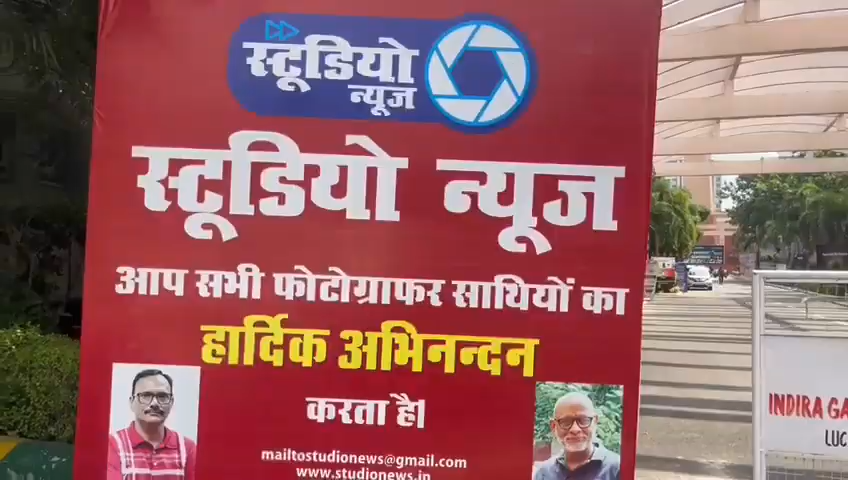 स्टूडियो
न्यूज
स्टूडियो न्यूज
आप सभी फोटोग्राफर साथियों का
हार्दिक अभिनन्दन
करता है।
mailtostudionews@gmail.com
www.studionews.in
INDIRA GA
LUC